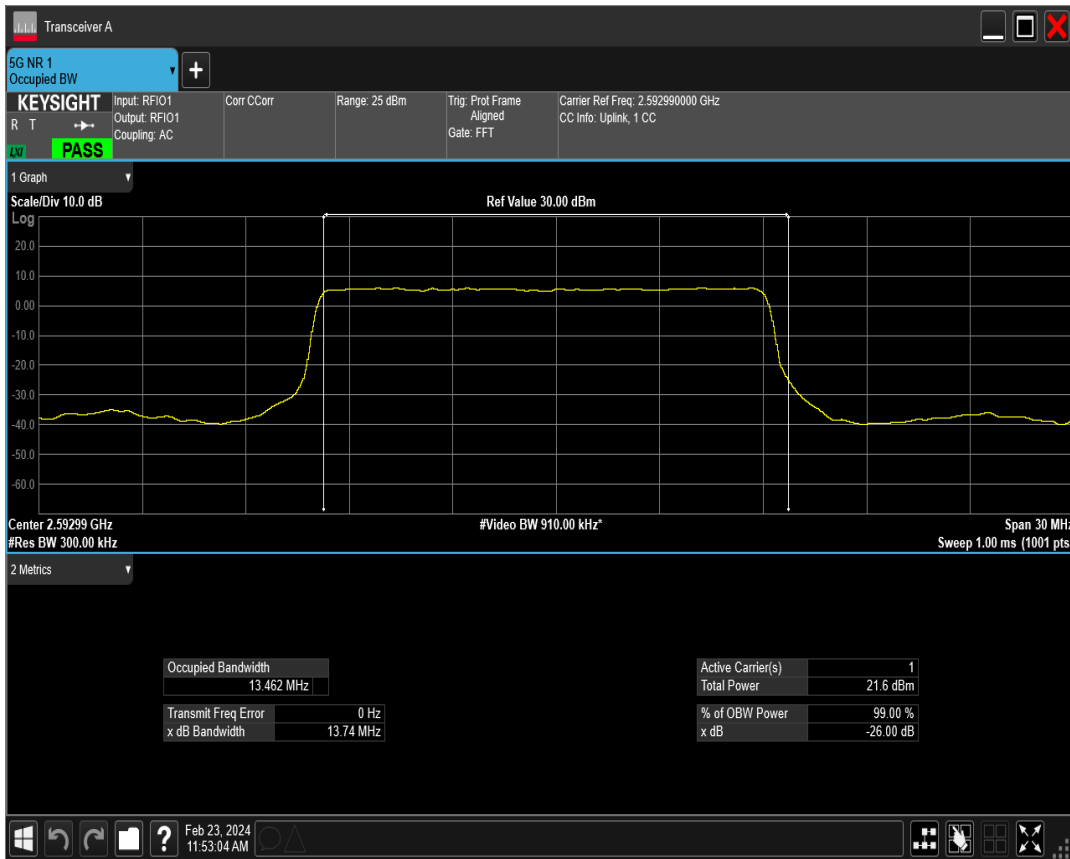 Transceiver A
5G NR 1
Occupied BW
KEYSIGHT
R T
LXI
PASS
Input: RFIO1
Output: RFIO1
Coupling: AC
Corr CCorr
Range: 25 dBm
Trig: Prot Frame
Aligned
Gate: FFT
Carrier Ref Freq: 2.592990000 GHz
CC Info: Uplink, 1 CC
1 Graph
Scale/Div 10.0 dB
Ref Value 30.00 dBm
Log
20.0
10.0
0.00
-10.0
-20.0
-30.0
-40.0
-50.0
-60.0
Center 2.59299 GHz
#Video BW 910.00 kHz*
Span 30 MHz
#Res BW 300.00 kHz
Sweep 1.00 ms (1001 pts
2 Metrics
Occupied Bandwidth
13.462 MHz
Transmit Freq Error 0 Hz
x dB Bandwidth 13.74 MHz
Active Carrier(s) 1
Total Power 21.6 dBm
% of OBW Power 99.00 %
x dB -26.00 dB
?
Feb 23, 2024
11:53:04 AM